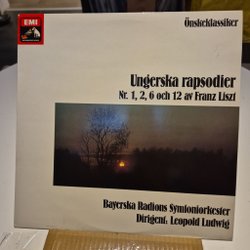 Önskeklassiker
EMI
Ungerska rapsodier
Nr. 1, 2, 6 och 12 av Franz Liszt
Bayerska Radions Symfoniorkester
Dirigent: Leopold Ludwig